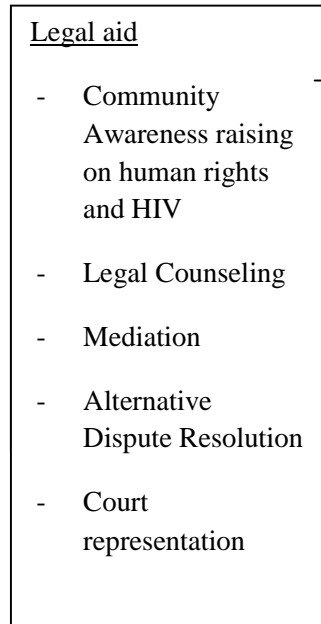 Legal aid
- Community
Awareness raising
on human rights
and HIV
- Legal Counseling
- Mediation
- Alternative
Dispute Resolution
- Court
representation